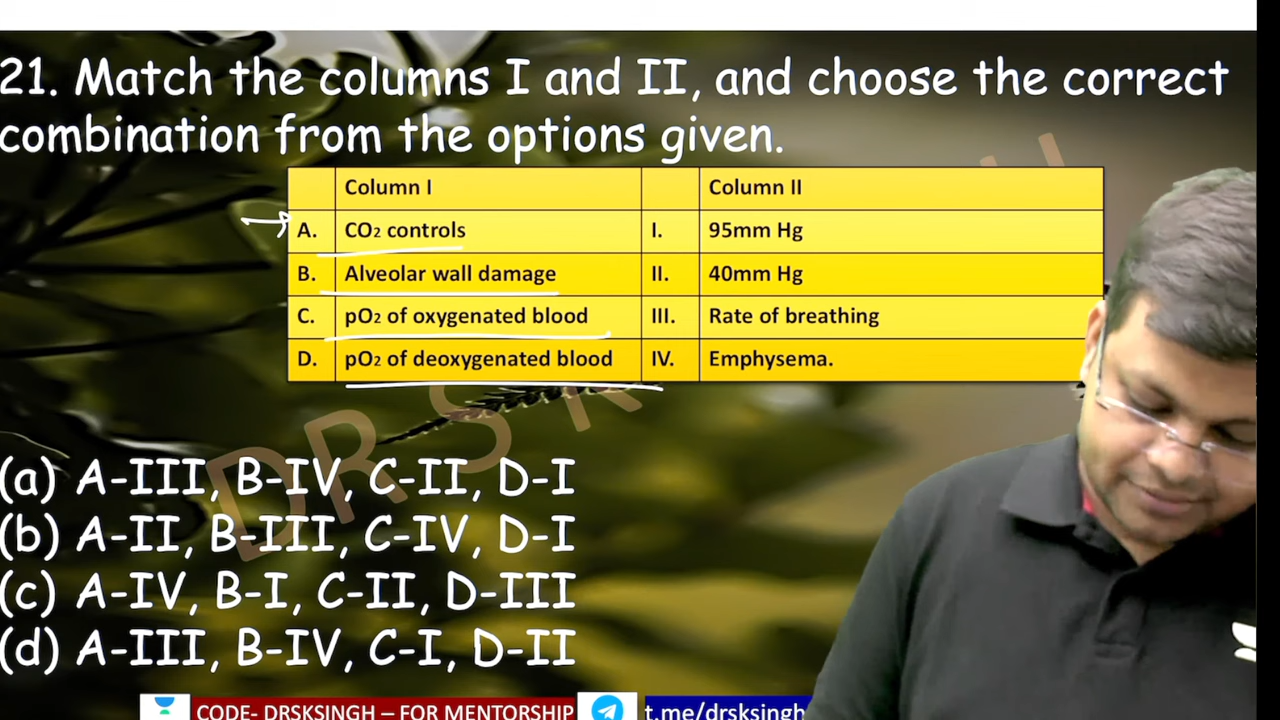 21. Match the columns I and II, and choose the correct
combination from the options given.
Column I Column II
A. CO2 controls I. 95mm Hg
B. Alveolar wall damage II. 40mm Hg
C. pO2 of oxygenated blood III. Rate of breathing
D. pO2 of deoxygenated blood IV. Emphysema.
DR S K
(a) A-III, B-IV, C-II, D-I
(b) A-II, B-III, C-IV, D-I
(c) A-IV, B-I, C-II, D-III
(d) A-III, B-IV, C-I, D-II
CODE- DRSKSINGH – FOR MENTORSHIP t.me/drsksingh